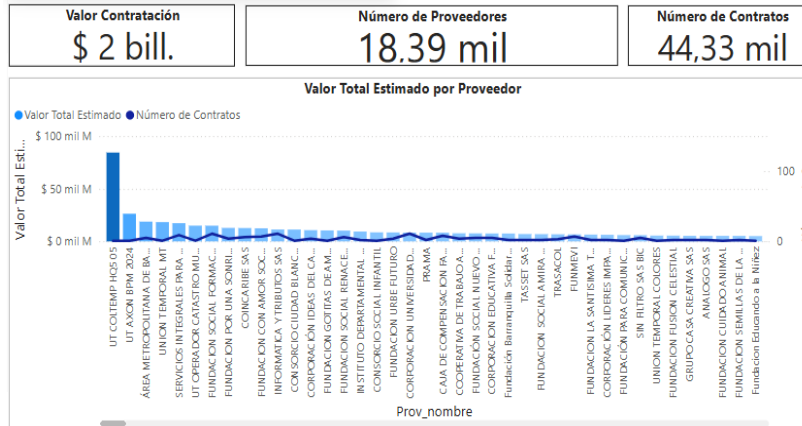 Valor Contratación
$ 2 bill.
Número de Proveedores
18,39 mil
Número de Contratos
44,33 mil
Valor Total Estimado por Proveedor
Valor Total Estimado
Número de Contratos
Valor Total Esti...
$ 100 mil M
$ 50 mil M
$ 0 mil M
100
0
UT COLTEMP IHQS 05
UT AXON BPM 2024
ÁREA METROPOLITANA DE BA...
UNION TEMPORAL MT
SERVICIOS INTEGRALES PARA ...
UT OPERADOR CATASTRO MU...
FUNDACION SOCIAL FORMAC...
FUNDACION POR UNA SONRI...
COINCARIBE SAS
FUNDACION CON AMOR SOC...
INFORMATICA Y TRIBUTOS SAS
CONSORCIO CIUDAD BLANC...
CORPORACIÓN IDEAS DEL CA...
FUNDACION GOTITAS DE AM...
FUNDACION SOCIAL RENACE...
INSTITUTO DEPARTAMENTAL ...
CONSORCIO SOCIAL INFANTIL
FUNDACION URBE FUTURO
CORPORACION UNIVERSIDAD...
PRAMA
CAJA DE COMPENSACION FA...
COOPERATIVA DE TRABAJO A...
FUNDACIÓN SOCIAL NUEVO ...
CORPORACION EDUCATIVA F...
Fundación Barranquilla Solidar...
TASSET SAS
FUNDACION SOCIAL AMIRA ...
TRASACOL
FUNMEVI
FUNDACION LA SANTISIMA T...
CORPORACIÓN LIDERES IMPA...
FUNDACIÓN PARA COMUNIC...
SIN FILTRO SAS BIC
UNION TEMPORAL COLORES
FUNDACION FUSION CELESTIAL
GRUPO CASA CREATIVA SAS
ANALOGO SAS
FUNDACION CUIDADO ANIMAL
FUNDACION SEMILLAS DE LA ...
Fundacion Educando a la Niñez
Prov_nombre